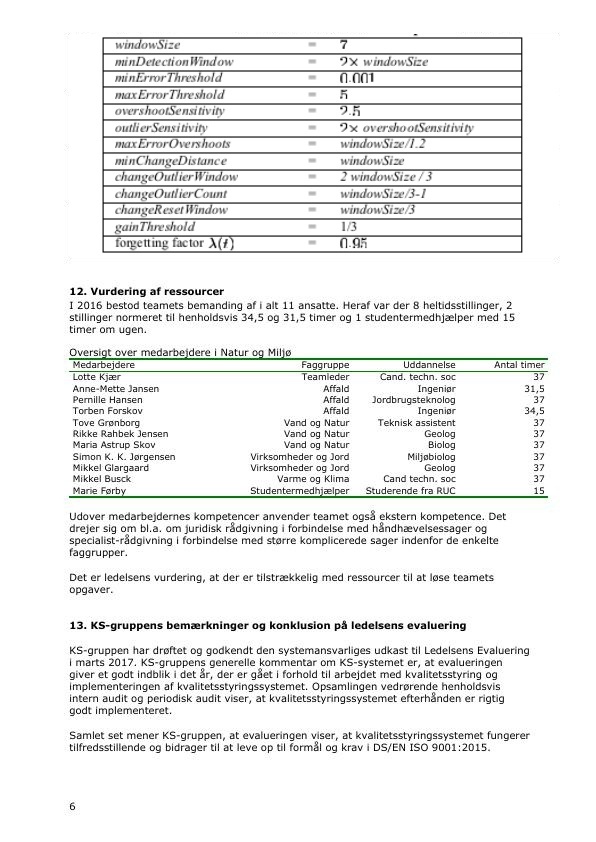 windowSize = 7
minDetectionWindow = 2× windowSize
minErrorThreshold = 0.001
maxErrorThreshold = 5
overshootSensitivity = 2.5
outlierSensitivity = 2× overshootSensitivity
maxErrorOvershoots = windowSize/1.2
minChangeDistance = windowSize
changeOutlierWindow = 2 windowSize / 3
changeOutlierCount = windowSize/3-1
changeResetWindow = windowSize/3
gainThreshold = 1/3
forgetting factor λ(t) = 0.95
12. Vurdering af ressourcer
I 2016 bestod teamets bemanding af i alt 11 ansatte. Heraf var der 8 heltidsstillinger, 2
stillinger normeret til henholdsvis 34,5 og 31,5 timer og 1 studentermedhjælper med 15
timer om ugen.
Oversigt over medarbejdere i Natur og Miljø
Medarbejdere Faggruppe Uddannelse Antal timer
Lotte Kjær Teamleder Cand. techn. soc 37
Anne-Mette Jansen Affald Ingeniør 31,5
Pernille Hansen Affald Jordbrugsteknolog 37
Torben Forskov Affald Ingeniør 34,5
Tove Grønborg Vand og Natur Teknisk assistent 37
Rikke Rahbek Jensen Vand og Natur Geolog 37
Maria Astrup Skov Vand og Natur Biolog 37
Simon K. K. Jørgensen Virksomheder og Jord Miljøbiolog 37
Mikkel Glargaard Virksomheder og Jord Geolog 37
Mikkel Busck Varme og Klima Cand techn. soc 37
Marie Førby Studentermedhjælper Studerende fra RUC 15
Udover medarbejdernes kompetencer anvender teamet også ekstern kompetence. Det
drejer sig om bl.a. om juridisk rådgivning i forbindelse med håndhævelsessager og
specialist-rådgivning i forbindelse med større komplicerede sager indenfor de enkelte
faggrupper.
Det er ledelsens vurdering, at der er tilstrækkelig med ressourcer til at løse teamets
opgaver.
13. KS-gruppens bemærkninger og konklusion på ledelsens evaluering
KS-gruppen har drøftet og godkendt den systemansvarliges udkast til Ledelsens Evaluering
i marts 2017. KS-gruppens generelle kommentar om KS-systemet er, at evalueringen
giver et godt indblik i det år, der er gået i forhold til arbejdet med kvalitetsstyring og
implementeringen af kvalitetsstyringssystemet. Opsamlingen vedrørende henholdsvis
intern audit og periodisk audit viser, at kvalitetsstyringssystemet efterhånden er rigtig
godt implementeret.
Samlet set mener KS-gruppen, at evalueringen viser, at kvalitetsstyringssystemet fungerer
tilfredsstillende og bidrager til at leve op til formål og krav i DS/EN ISO 9001:2015.
6